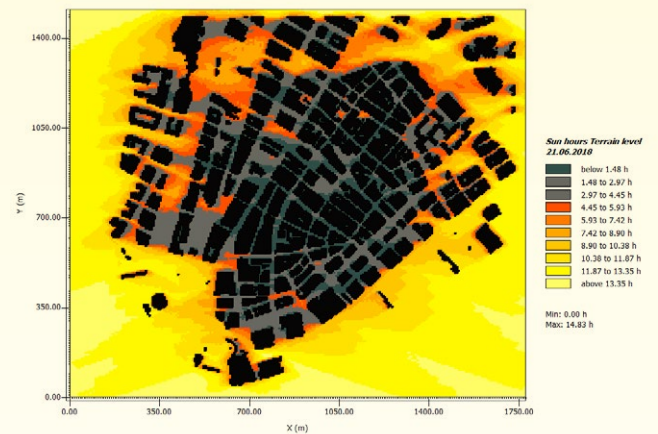 1400.00
1050.00
700.00
350.00
0.00
Y (m)
0.00 350.00 700.00 1050.00 1400.00 1750.00
X (m)
Sun hours Terrain level
21.06.2018
below 1.48 h
1.48 to 2.97 h
2.97 to 4.45 h
4.45 to 5.93 h
5.93 to 7.42 h
7.42 to 8.90 h
8.90 to 10.38 h
10.38 to 11.87 h
11.87 to 13.35 h
above 13.35 h
Min: 0.00 h
Max: 14.83 h